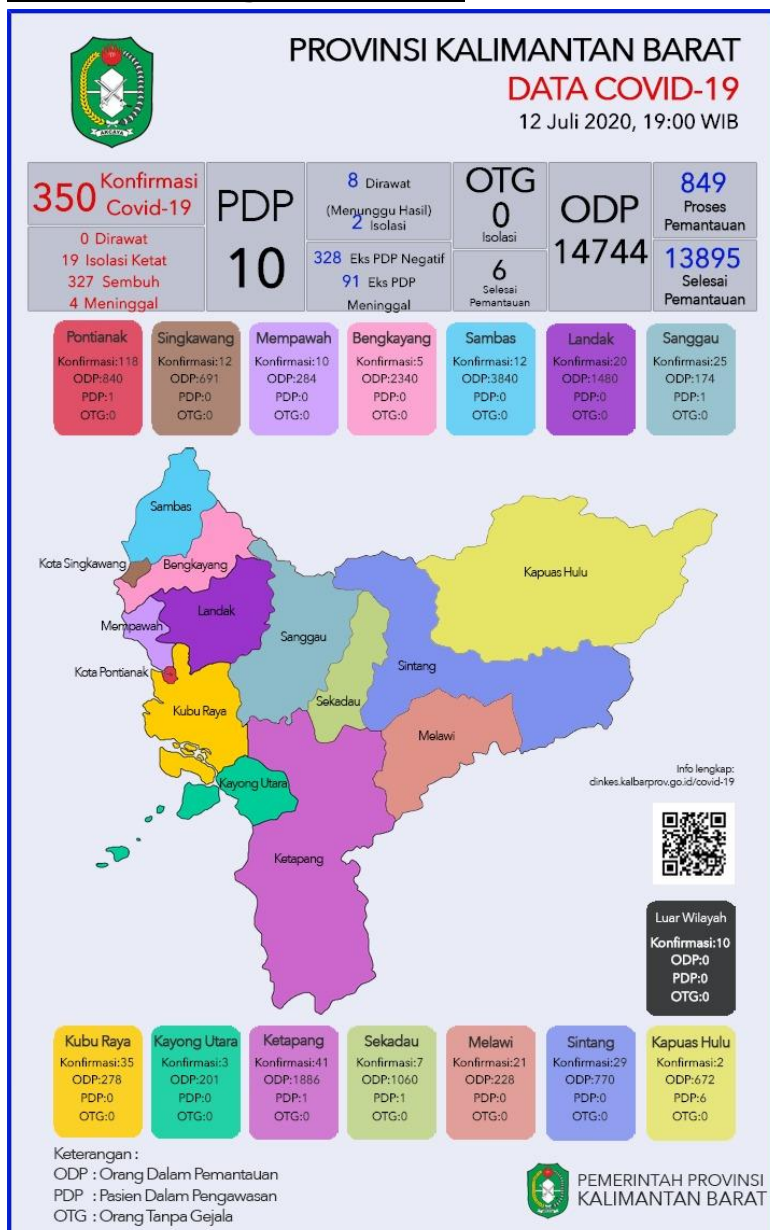 PROVINSI KALIMANTAN BARAT
DATA COVID-19
12 Juli 2020, 19:00 WIB
350 Konfirmasi Covid-19
0 Dirawat
19 Isolasi Ketat
327 Sembuh
4 Meninggal
PDP
10
8 Dirawat
(Menunggu Hasil)
2 Isolasi
328 Eks PDP Negatif
91 Eks PDP
Meninggal
OTG
0
Isolasi
6
Selesai
Pemantauan
ODP
14744
849
Proses
Pemantauan
13895
Selesai
Pemantauan
Pontianak
Konfirmasi:118
ODP:840
PDP:1
OTG:0
Singkawang
Konfirmasi:12
ODP:691
PDP:0
OTG:0
Mempawah
Konfirmasi:10
ODP:284
PDP:0
OTG:0
Bengkayang
Konfirmasi:5
ODP:2340
PDP:0
OTG:0
Sambas
Konfirmasi:12
ODP:3840
PDP:0
OTG:0
Landak
Konfirmasi:20
ODP:1480
PDP:0
OTG:0
Sanggau
Konfirmasi:25
ODP:174
PDP:1
OTG:0
Sambas
Kota Singkawang
Bengkayang
Kapuas Hulu
Landak
Mempawah
Sanggau
Kota Pontianak
Sintang
Sekadau
Kubu Raya
Melawi
Kayong Utara
Ketapang
Info lengkap:
dinkes.kalbarprov.go.id/covid-19
Luar Wilayah
Konfirmasi:10
ODP:0
PDP:0
OTG:0
Kubu Raya
Konfirmasi:35
ODP:278
PDP:0
OTG:0
Kayong Utara
Konfirmasi:3
ODP:201
PDP:0
OTG:0
Ketapang
Konfirmasi:41
ODP:1886
PDP:1
OTG:0
Sekadau
Konfirmasi:7
ODP:1060
PDP:1
OTG:0
Melawi
Konfirmasi:21
ODP:228
PDP:0
OTG:0
Sintang
Konfirmasi:29
ODP:770
PDP:0
OTG:0
Kapuas Hulu
Konfirmasi:2
ODP:672
PDP:6
OTG:0
Keterangan :
ODP : Orang Dalam Pemantauan
PDP : Pasien Dalam Pengawasan
OTG : Orang Tanpa Gejala
PEMERINTAH PROVINSI
KALIMANTAN BARAT